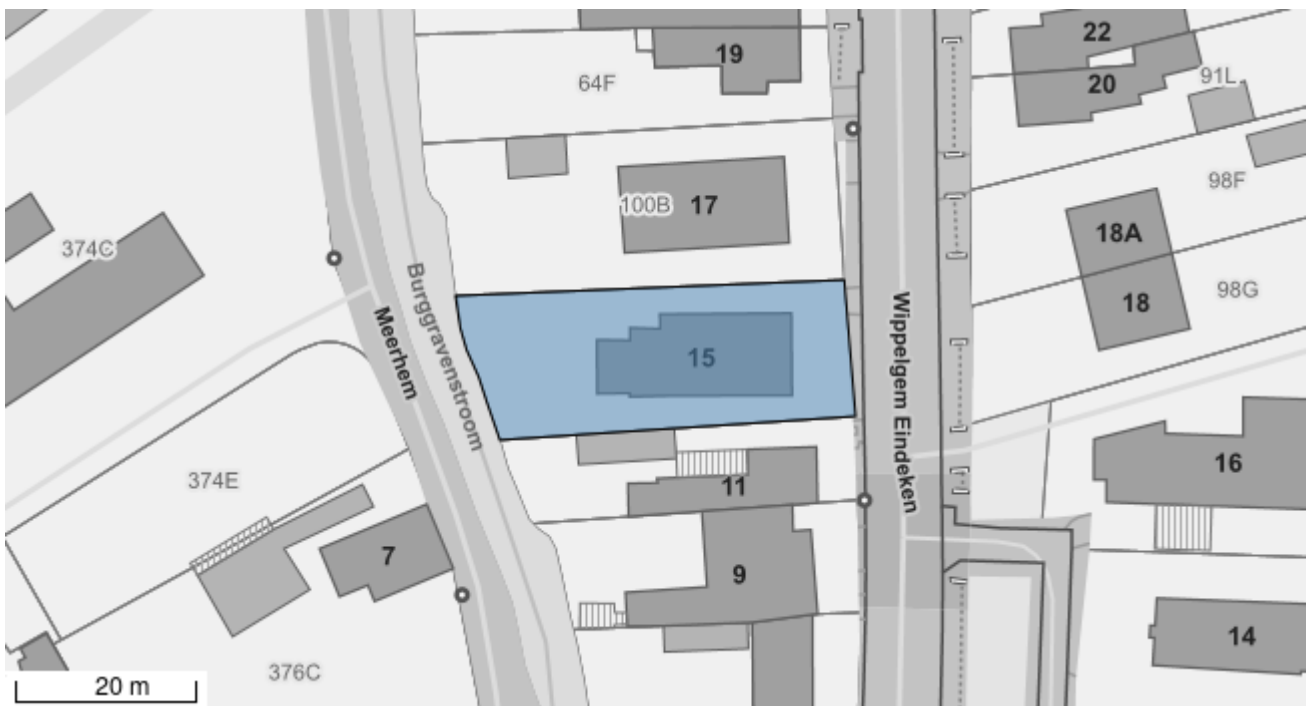 22
19
20
91L
64F
98F
100B
17
18A
374C
Burggravenstroom
Wippelgem Eindeken
98G
18
Meerhem
15
16
374E
11
7
9
14
376C
20 m